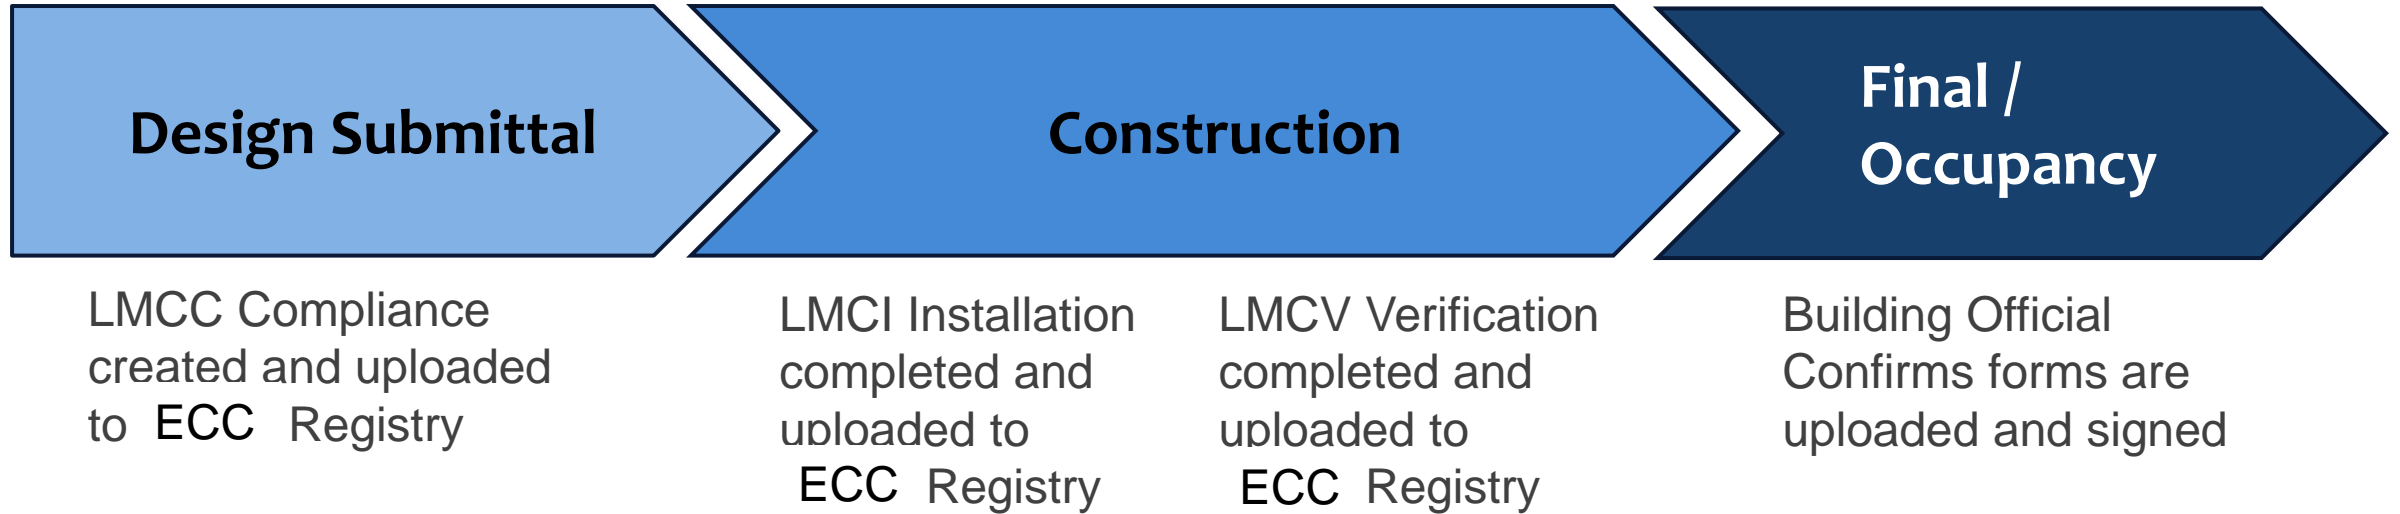 Design Submittal
Construction
Final /
Occupancy
LMCC Compliance
created and uploaded
to ECC Registry
LMCI Installation
completed and
uploaded to
ECC Registry
LMCV Verification
completed and
uploaded to
ECC Registry
Building Official
Confirms forms are
uploaded and signed